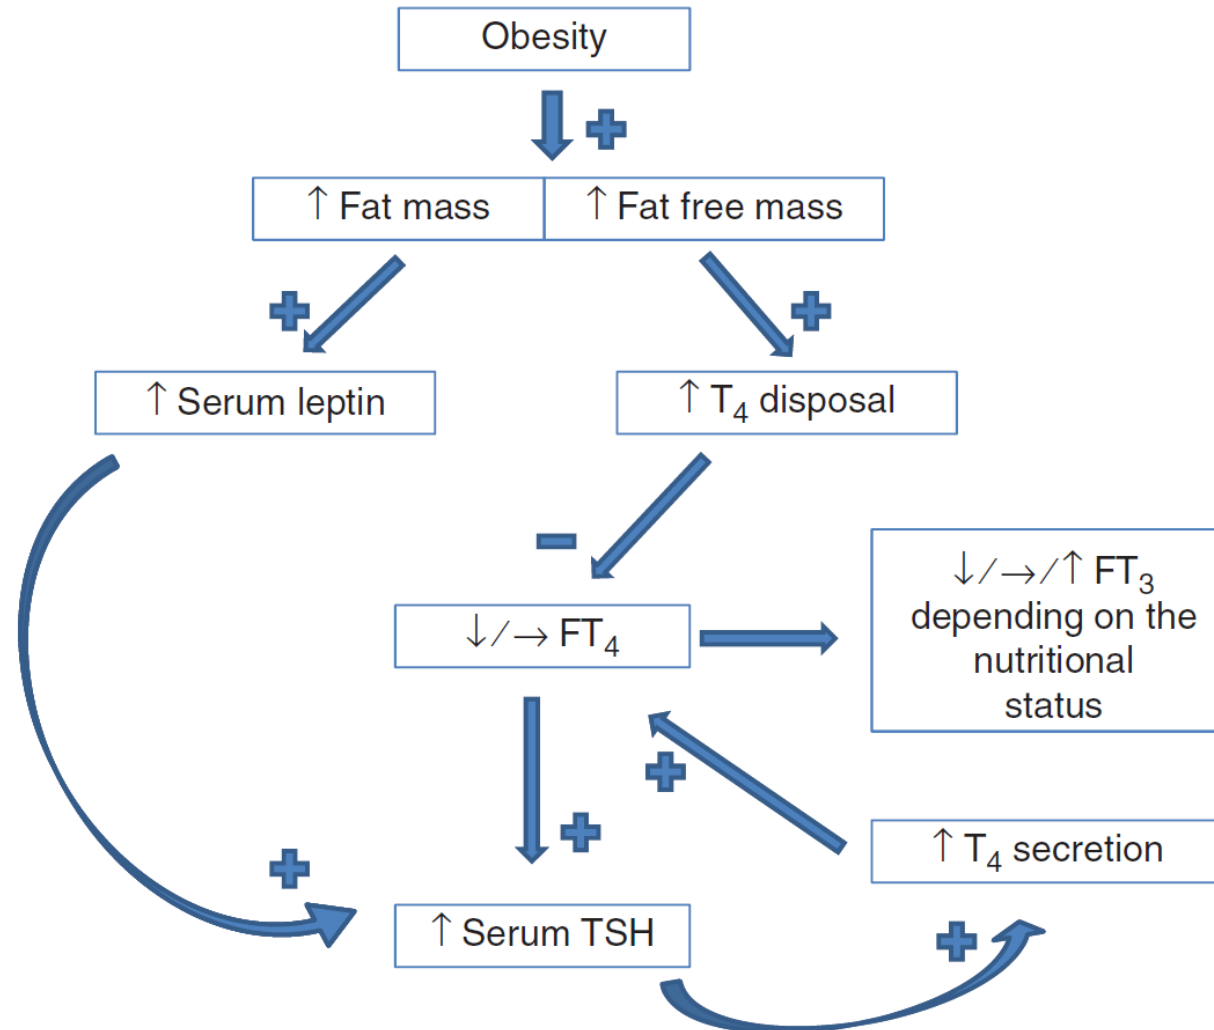 Obesity
↑ Fat mass
↑ Fat free mass
↑ Serum leptin
↑ T₄ disposal
↓/→ FT₄
↓/→/↑ FT₃
depending on the
nutritional
status
↑ T₄ secretion
↑ Serum TSH